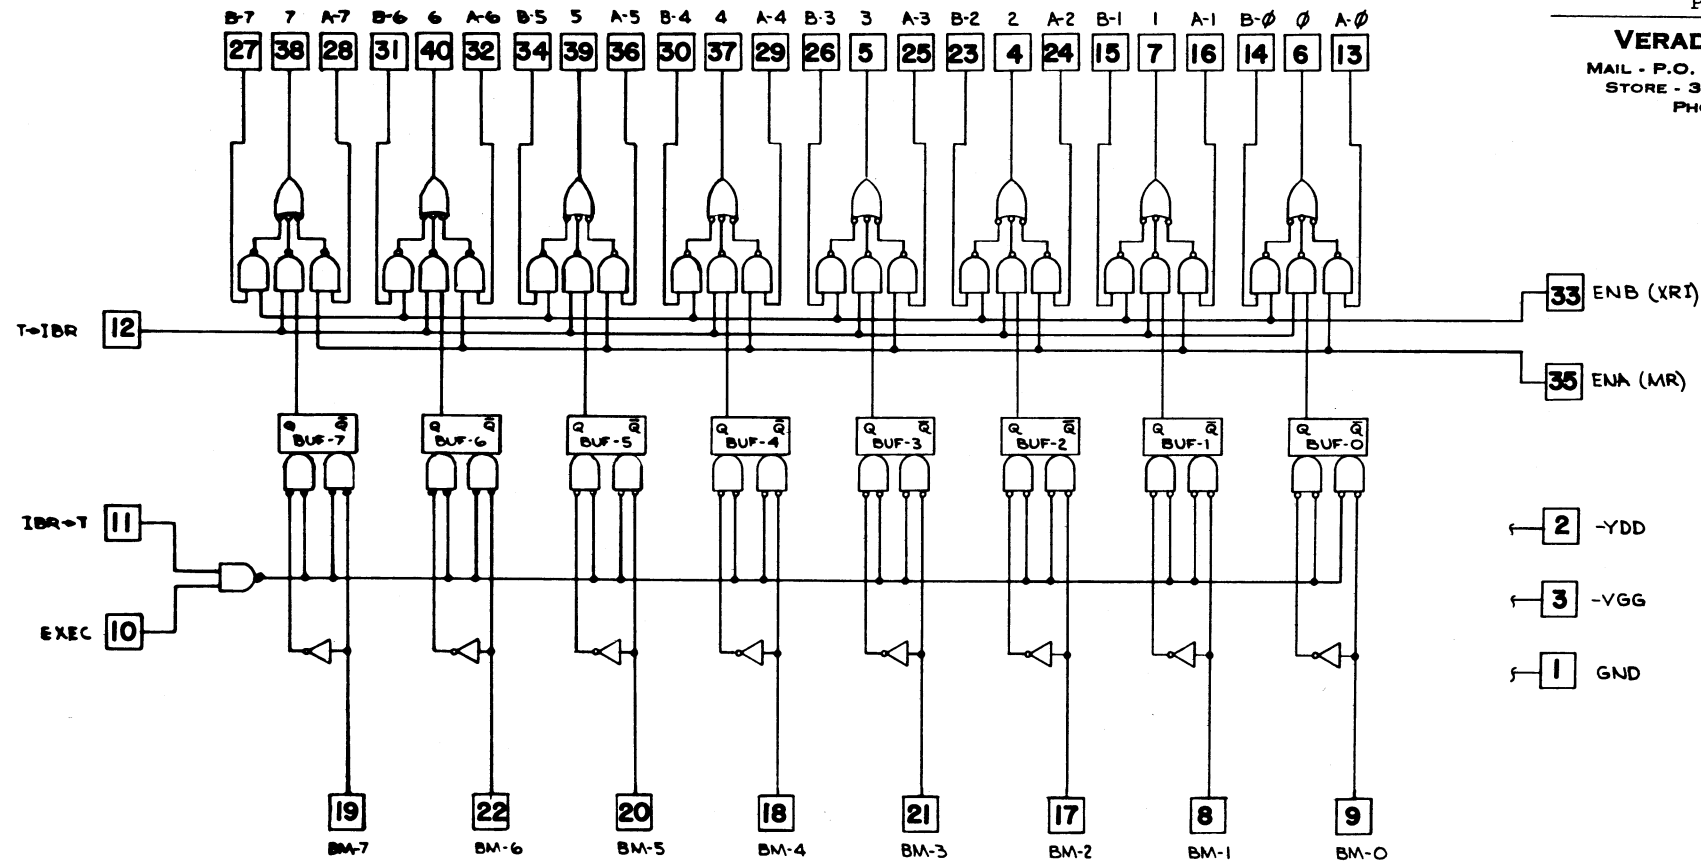 P
B-7 7 A-7 B-6 6 A-6 B-5 5 A-5 B-4 4 A-4 B-3 3 A-3 B-2 2 A-2 B-1 1 A-1 B-Ø Ø A-Ø
27 38 28 31 40 32 34 39 36 30 37 29 26 5 25 23 4 24 15 7 16 14 6 13
VERAD
MAIL - P.O.
STORE - 3
PHO
33 ENB (XRI)
T→IBR 12
35 ENA (MR)
Q Q̄ Q Q̄ Q Q̄ Q Q̄ Q Q̄ Q Q̄ Q Q̄ Q Q̄
BUF-7 BUF-6 BUF-5 BUF-4 BUF-3 BUF-2 BUF-1 BUF-0
IBR→T 11
2 -YDD
3 -VGG
EXEC 10
1 GND
19 22 20 18 21 17 8 9
BM-7 BM-6 BM-5 BM-4 BM-3 BM-2 BM-1 BM-0